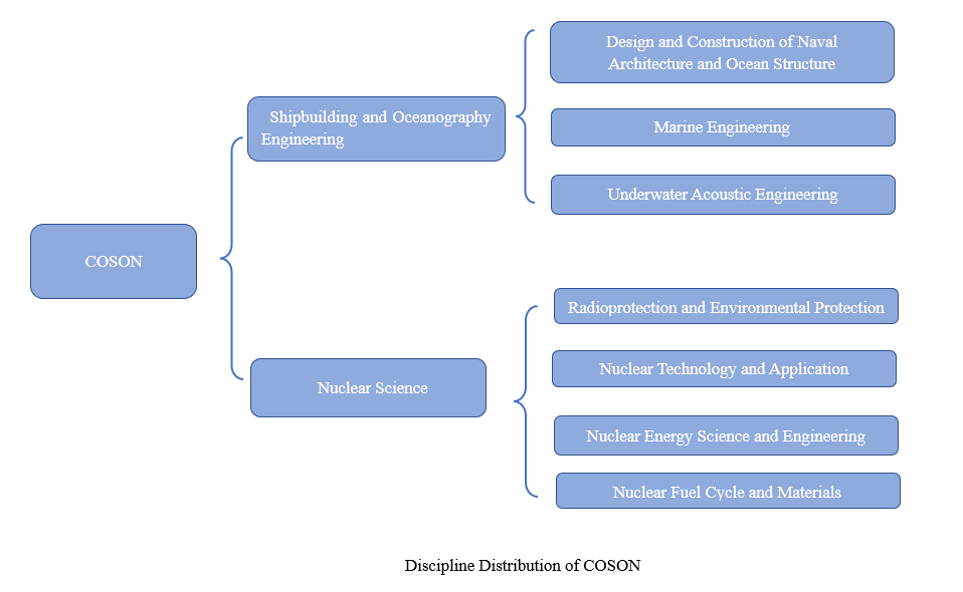 COSON
Shipbuilding and Oceanography
Engineering
Design and Construction of Naval
Architecture and Ocean Structure
Marine Engineering
Underwater Acoustic Engineering
Nuclear Science
Radioprotection and Environmental Protection
Nuclear Technology and Application
Nuclear Energy Science and Engineering
Nuclear Fuel Cycle and Materials
Discipline Distribution of COSON